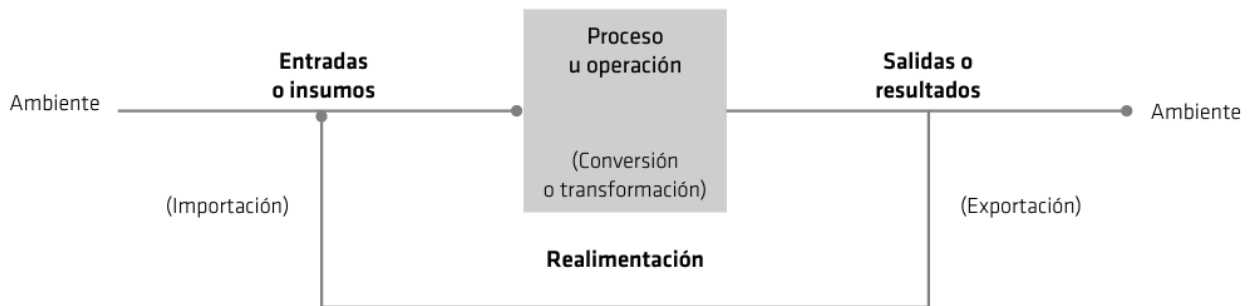 Proceso
u operación
Entradas
o insumos
Salidas o
resultados
Ambiente
Ambiente
(Conversión
o transformación)
(Importación)
(Exportación)
Realimentación